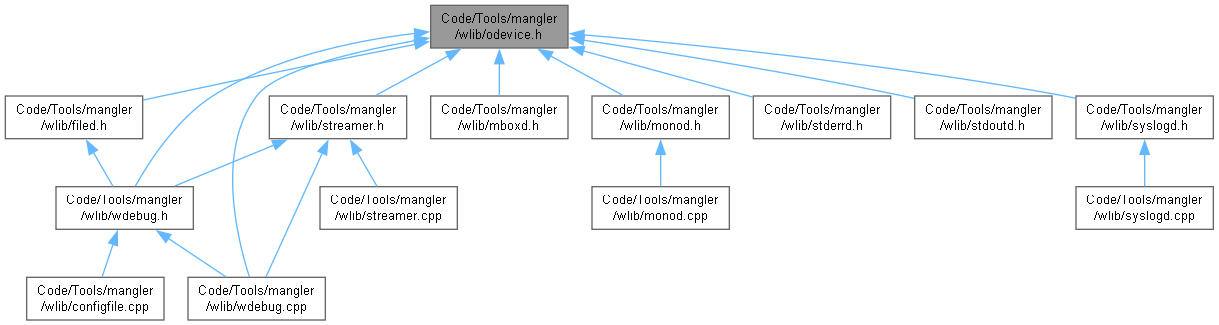 Code/Tools/mangler
/wlib/odevice.h
Code/Tools/mangler
/wlib/filed.h
Code/Tools/mangler
/wlib/streamer.h
Code/Tools/mangler
/wlib/mboxd.h
Code/Tools/mangler
/wlib/monod.h
Code/Tools/mangler
/wlib/stderrd.h
Code/Tools/mangler
/wlib/stdoutd.h
Code/Tools/mangler
/wlib/syslogd.h
Code/Tools/mangler
/wlib/wdebug.h
Code/Tools/mangler
/wlib/streamer.cpp
Code/Tools/mangler
/wlib/monod.cpp
Code/Tools/mangler
/wlib/syslogd.cpp
Code/Tools/mangler
/wlib/configfile.cpp
Code/Tools/mangler
/wlib/wdebug.cpp